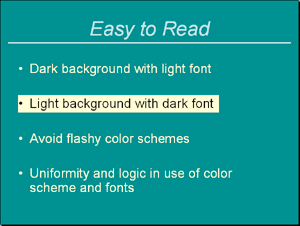 Easy to Read
• Dark background with light font
• Light background with dark font
• Avoid flashy color schemes
• Uniformity and logic in use of color
scheme and fonts